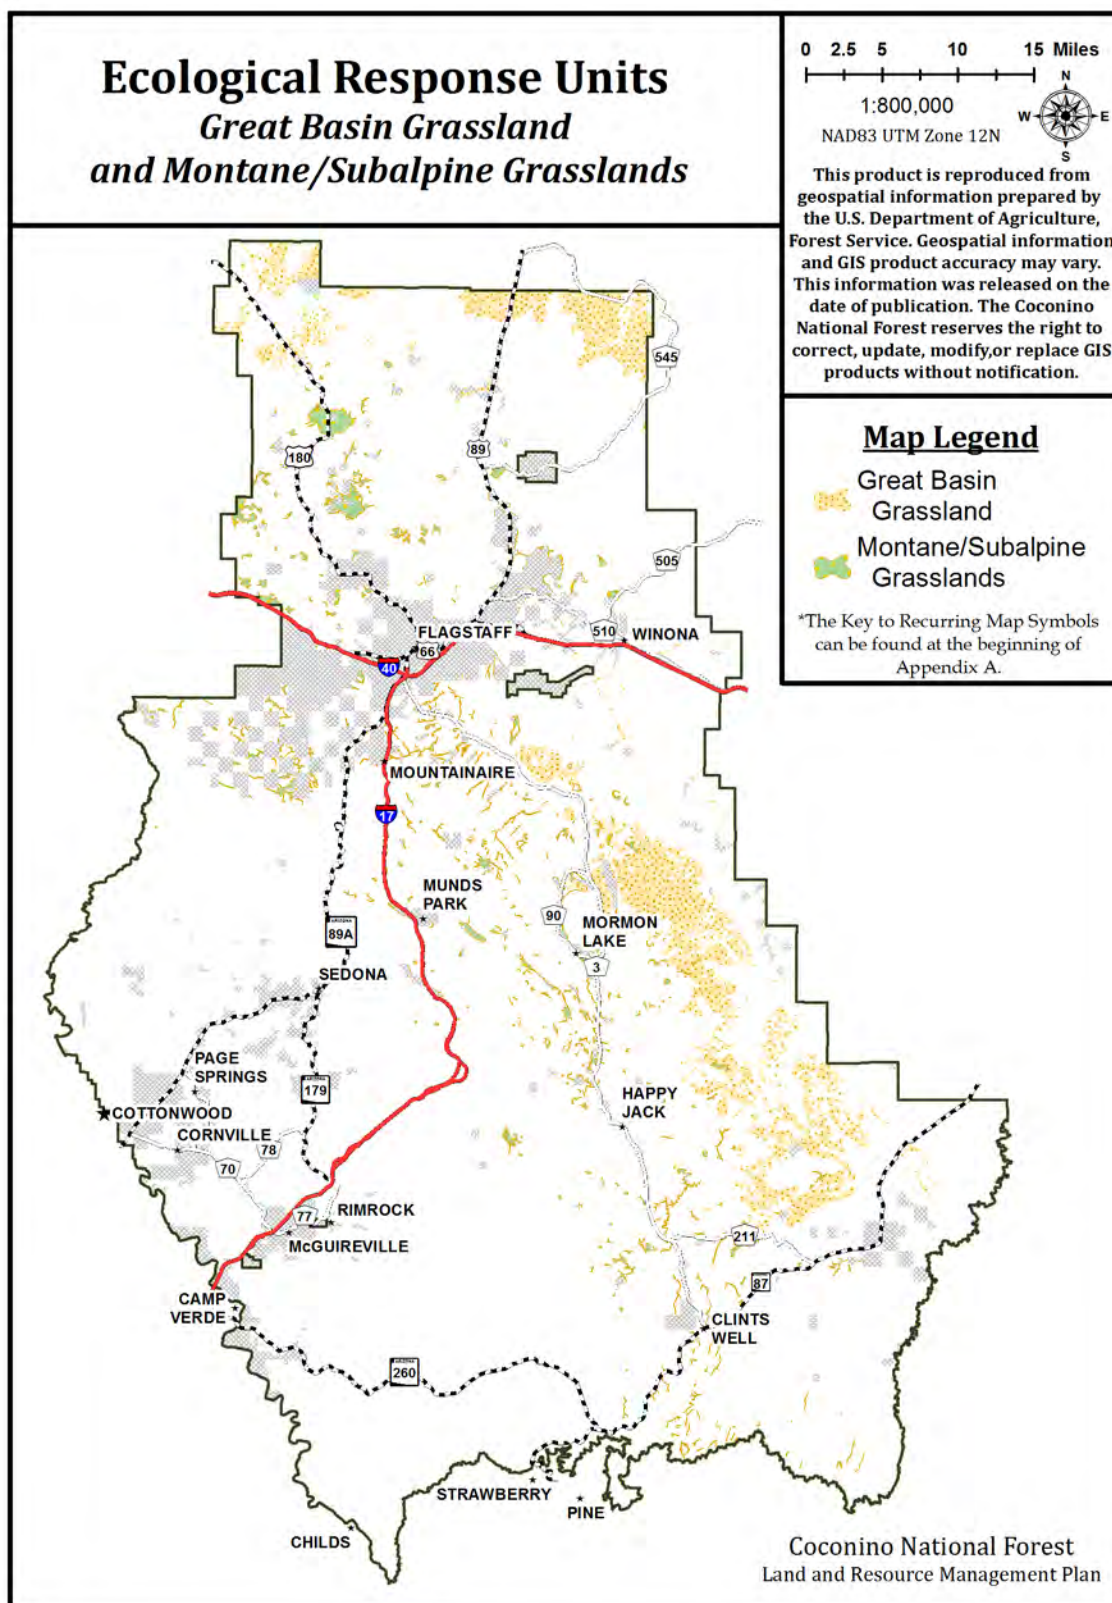 Ecological Response Units
Great Basin Grassland
and Montane/Subalpine Grasslands
0 2.5 5 10 15 Miles
1:800,000
NAD83 UTM Zone 12N
N
W E
S
This product is reproduced from
geospatial information prepared by
the U.S. Department of Agriculture,
Forest Service. Geospatial information
and GIS product accuracy may vary.
This information was released on the
date of publication. The Coconino
National Forest reserves the right to
correct, update, modify,or replace GIS
products without notification.
Map Legend
Great Basin
Grassland
Montane/Subalpine
Grasslands
*The Key to Recurring Map Symbols
can be found at the beginning of
Appendix A.
545
180
89
505
FLAGSTAFF
510
WINONA
66
40
MOUNTAINAIRE
17
MUNDS
PARK
90
MORMON
LAKE
ARIZONA
89A
3
SEDONA
PAGE
SPRINGS
ARIZONA
179
HAPPY
JACK
COTTONWOOD
CORNVILLE
78
70
RIMROCK
77
McGUIREVILLE
211
87
CAMP
VERDE
CLINTS
WELL
ARIZONA
260
STRAWBERRY
PINE
CHILDS
Coconino National Forest
Land and Resource Management Plan